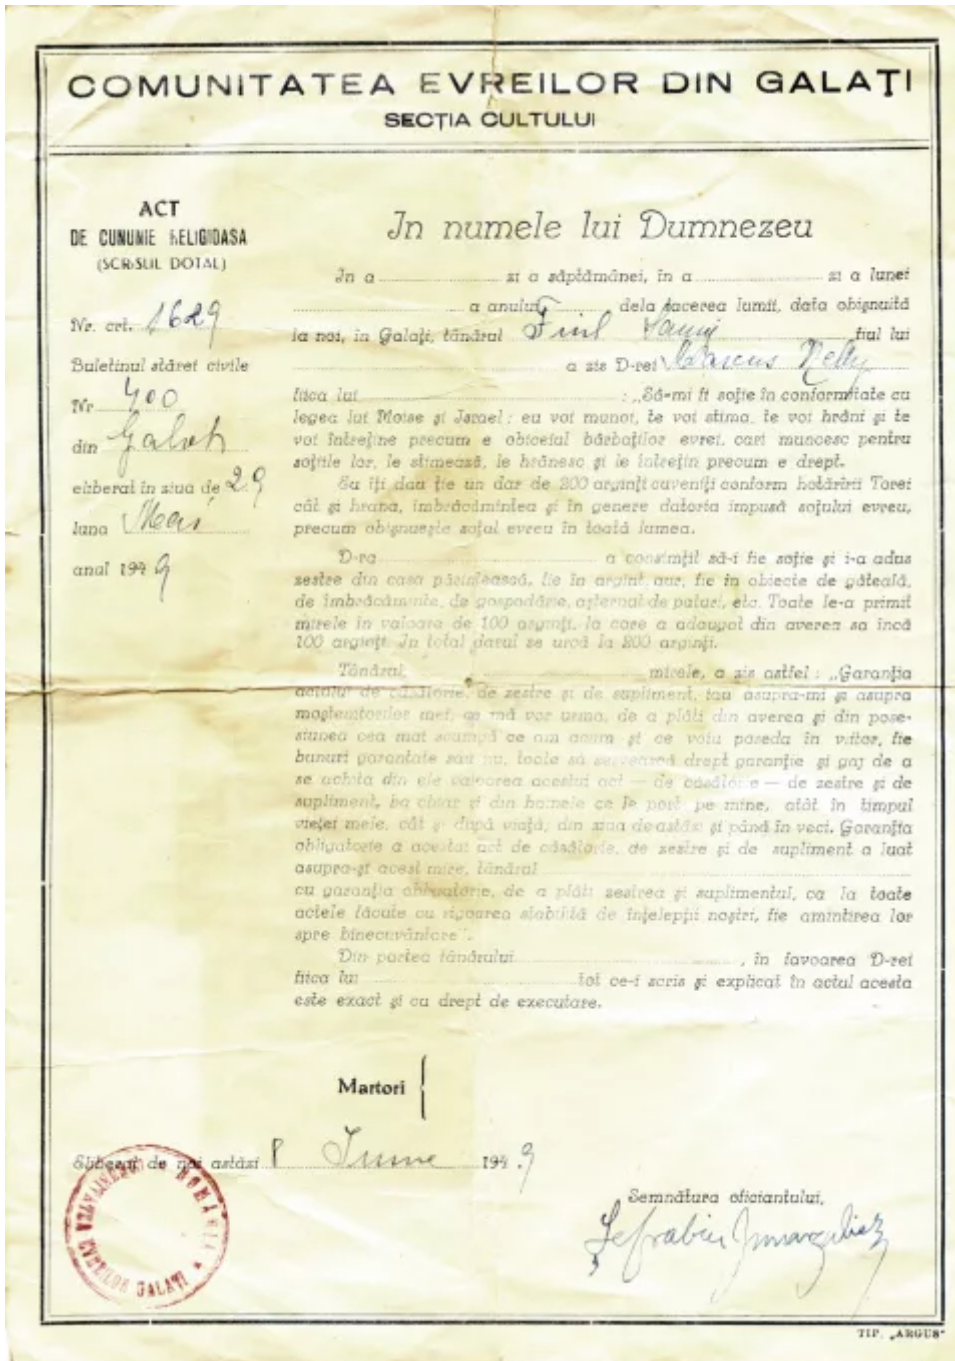 COMUNITATEA EVREILOR DIN GALAȚI
SECȚIA CULTULUI
ACT
DE CUNUNIE RELIGIOASA
(SCRISUL DOTAL)
Nr. crt. 1629
Buletinul stărei civile
Nr 400
din Galati
eliberat în ziua de 29
luna Mai
anul 1949
In numele lui Dumnezeu
In a zi a săptămânei, în a zi a lunei
a anului dela facerea lumii, data obișnuită
la noi, în Galați, tânărul Sami fiul lui
a zis D-rei Marcus Nelly
fiica lui : „Să-mi fi soție în conformitate cu
legea lui Moise și Israel: eu voi munci, te voi stima, te voi hrăni și te
voi întreține precum e obiceiul bărbaților evrei, cari muncesc pentru
soțiile lor, le stimează, le hrănesc și le întrețin precum e drept.
Eu îți dau ție un dar de 200 arginți cuveniți conform hotărîrii Torei
cât și hrana, îmbrăcămintea și în genere datoria impusă soțului evreu,
precum obișnuește soțul evreu în toată lumea.
D-ra a consimțit să-i fie soție și i-a adus
zestre din casa părintească, fie în argint, aur, fie în obiecte de găteală,
de îmbrăcăminte, de gospodărie, așternut de paturi, etc. Toate le-a primit
mirele în valoare de 100 arginți, la care a adaugat din averea sa încă
100 arginți. In total darul se urcă la 200 arginți.
Tânărul, mirele, a zis astfel: „Garanția
actului de căsătorie, de zestre și de supliment, iau asupra-mi și asupra
moștenitorilor mei, ce mă vor urma, de a plăti din averea și din pose-
siunea cea mai scumpă ce am acum și ce voiu poseda în viitor, fie
bunuri garantate sau nu, toate să servească drept garanție și gaj de a
se achita din ele valoarea acestui act — de căsătorie — de zestre și de
supliment, ba chiar și din hainele ce le port pe mine, atât în timpul
vieței mele, cât și după viață, din ziua de astăzi și până în veci. Garanția
obligatorie a acestui act de căsătorie, de zestre și de supliment a luat
asupra-și acest mire, tânărul
cu garanția obligatorie, de a plăti zestrea și suplimentul, ca la toate
actele făcute cu rigoarea stabilită de înțelepții noștri, fie amintirea lor
spre binecuvântare”.
Din partea tânărului , în favoarea D-rei
fiica lui tot ce-i scris și explicat în actul acesta
este exact și cu drept de executare.
Martori
Eliberat de noi astăzi 8 Iunie 1949
Semnătura oficiantului,
ROMÂNIA
EVREILOR GALAȚI
TIP. „ARGUS”